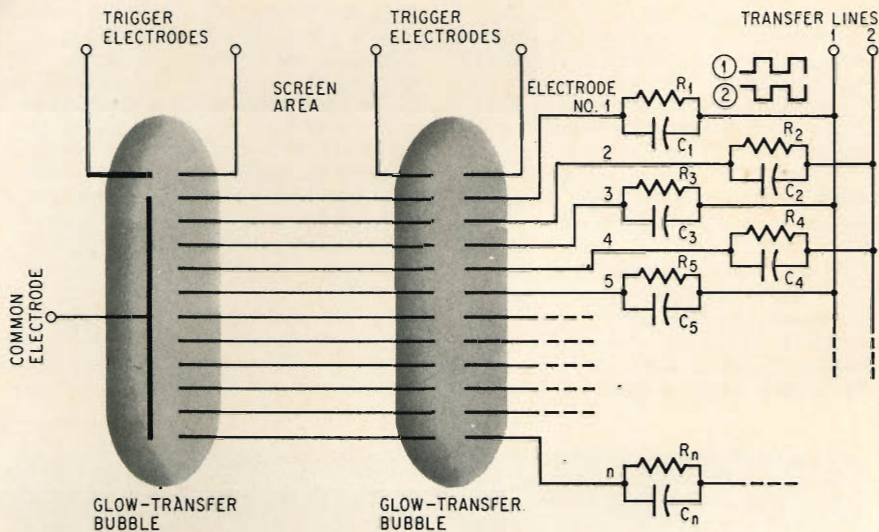 TRIGGER
ELECTRODES
TRIGGER
ELECTRODES
TRANSFER LINES
1 2
SCREEN
AREA
ELECTRODE
NO. 1
1
2
R1
C1
2
R2
C2
3
R3
C3
4
R4
C4
5
R5
C5
COMMON
ELECTRODE
n
Rn
Cn
GLOW-TRANSFER
BUBBLE
GLOW-TRANSFER
BUBBLE